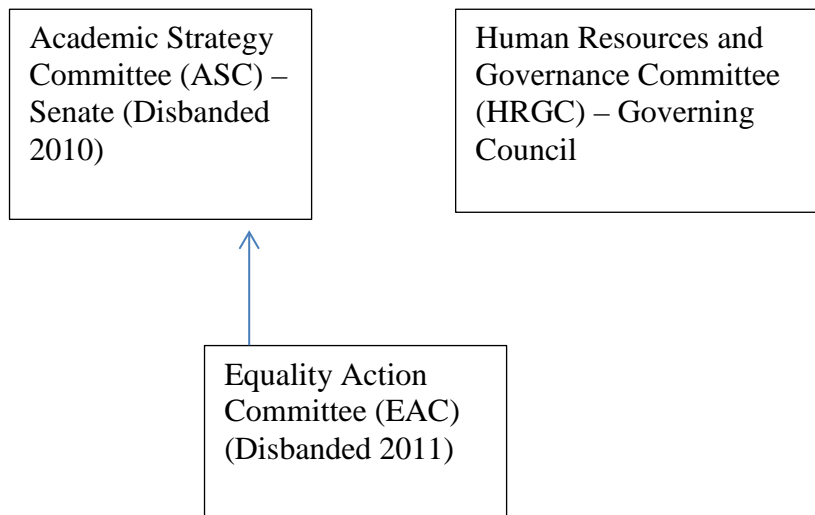 Academic Strategy
Committee (ASC) –
Senate (Disbanded
2010)
Human Resources and
Governance Committee
(HRGC) – Governing
Council
Equality Action
Committee (EAC)
(Disbanded 2011)